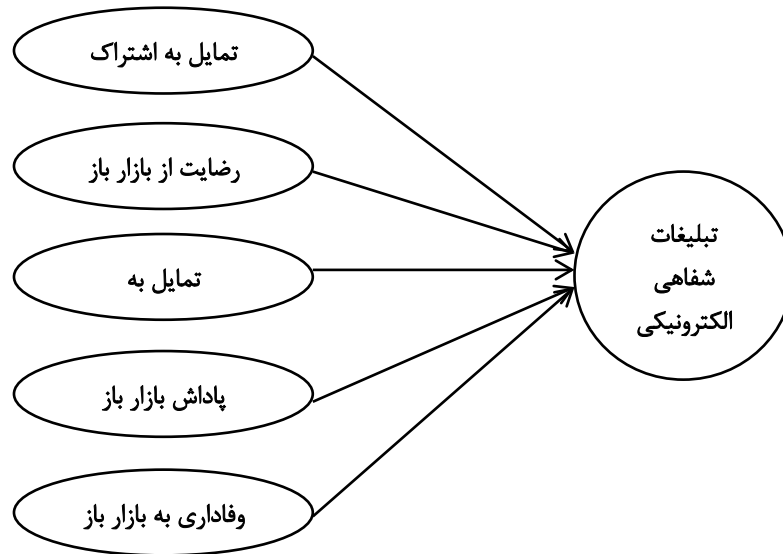 تمایل به اشتراک
رضایت از بازار باز
تمایل به
پاداش بازار باز
وفاداری به بازار باز
تبلیغات
شفاهی
الکترونیکی